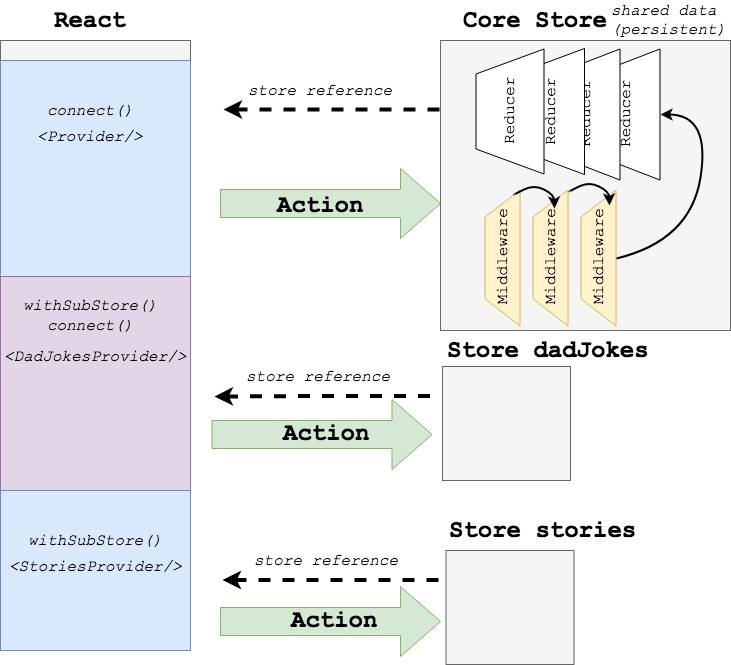 React
Core Store
shared data
(persistent)
connect()
<Provider/>
store reference
Action
Reducer
Reducer
Reducer
Reducer
Middleware
Middleware
Middleware
withSubStore()
connect()
<DadJokesProvider/>
store reference
Action
Store dadJokes
withSubStore()
<StoriesProvider/>
store reference
Action
Store stories